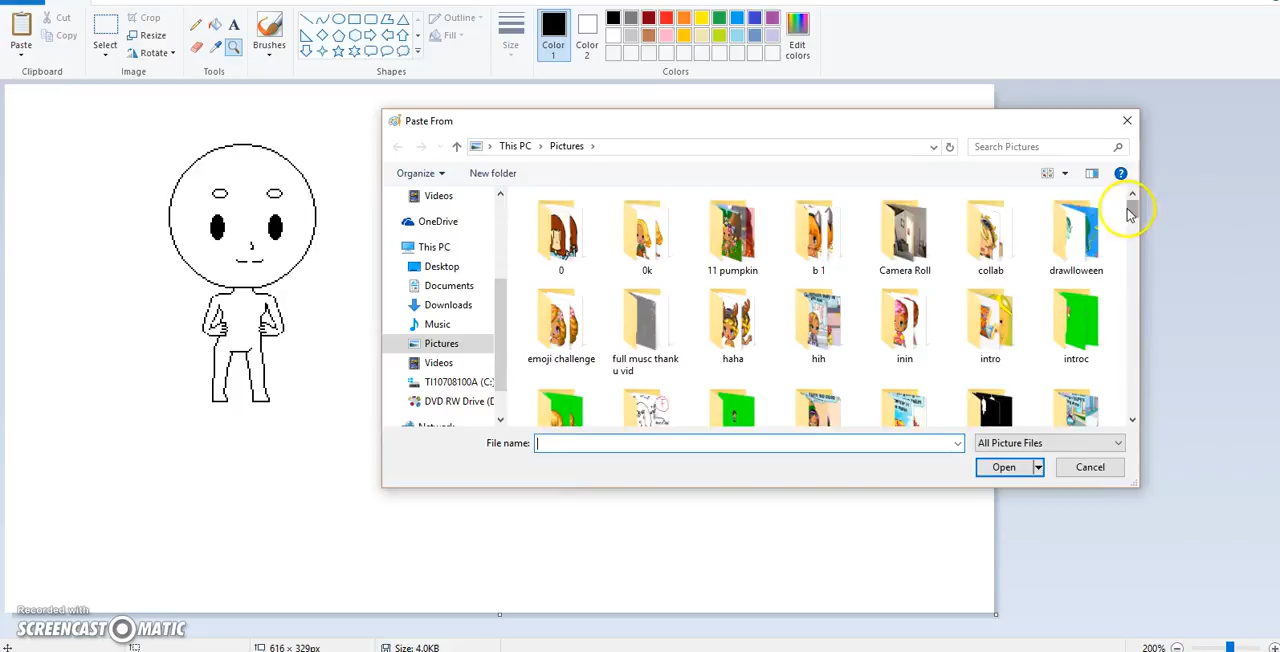 Paste
Cut
Copy
Clipboard
Select
Crop
Resize
Rotate
Image
A
Tools
Brushes
Shapes
Outline
Fill
Size
Color 1
Color 2
Colors
Edit colors
Paste From
This PC > Pictures >
Search Pictures
Organize
New folder
?
Videos
OneDrive
This PC
Desktop
Documents
Downloads
Music
Pictures
Videos
TI10708100A (C:
DVD RW Drive (D
0
0k
11 pumpkin
b 1
Camera Roll
collab
drawlloween
emoji challenge
full musc thank
u vid
haha
hih
inin
intro
introc
File name:
All Picture Files
Open
Cancel
Recorded with
SCREENCAST-O-MATIC
616 × 329px
Size: 4.0KB
200%